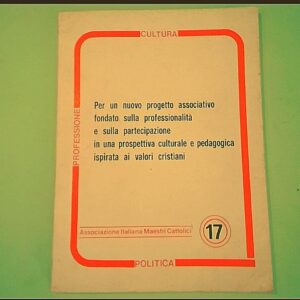 CULTURA
PROFESSIONE
Per un nuovo progetto associativo
fondato sulla professionalità
e sulla partecipazione
in una prospettiva culturale e pedagogica
ispirata ai valori cristiani
Associazione Italiana Maestri Cattolici
17
POLITICA